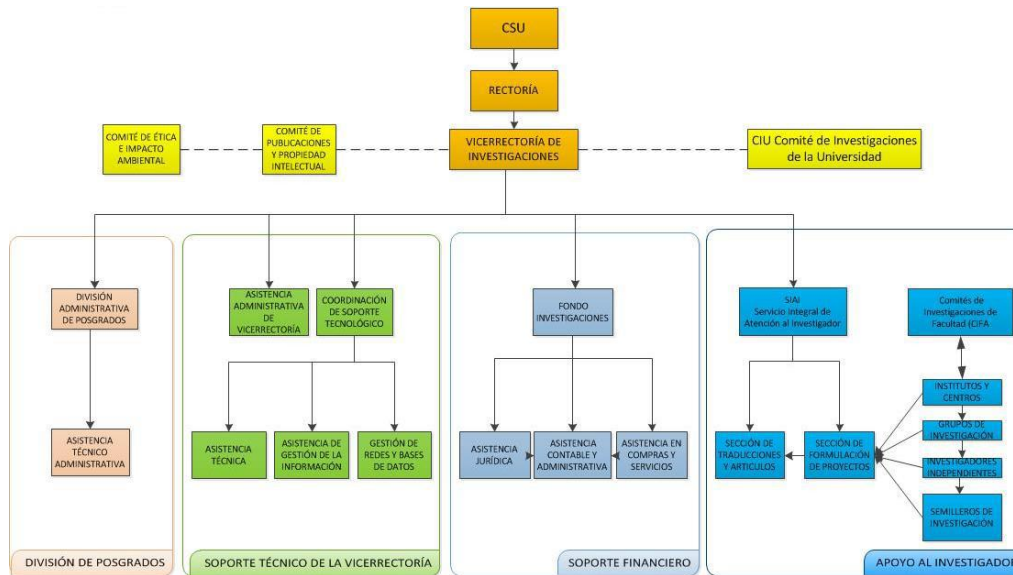 CSU
RECTORÍA
COMITÉ DE ÉTICA
E IMPACTO
AMBIENTAL
COMITÉ DE
PUBLICACIONES
Y PROPIEDAD
INTELECTUAL
VICERRECTORÍA DE
INVESTIGACIONES
CIU Comité de Investigaciones
de la Universidad
DIVISIÓN
ADMINISTRATIVA
DE POSGRADOS
ASISTENCIA
TÉCNICO
ADMINISTRATIVA
DIVISIÓN DE POSGRADOS
ASISTENCIA
ADMINISTRATIVA
DE
VICERRECTORÍA
COORDINACIÓN
DE SOPORTE
TECNOLÓGICO
ASISTENCIA
TÉCNICA
ASISTENCIA DE
GESTIÓN DE LA
INFORMACIÓN
GESTIÓN DE
REDES Y BASES
DE DATOS
SOPORTE TÉCNICO DE LA VICERRECTORÍA
FONDO
INVESTIGACIONES
ASISTENCIA
JURÍDICA
ASISTENCIA
CONTABLE Y
ADMINISTRATIVA
ASISTENCIA EN
COMPRAS Y
SERVICIOS
SOPORTE FINANCIERO
SIAI
Servicio integral de
Atención al Investigador
Comités de
Investigaciones de
Facultad (CIFA
INSTITUTOS Y
CENTROS
GRUPOS DE
INVESTIGACIÓN
INVESTIGADORES
INDEPENDIENTES
SEMILLEROS DE
INVESTIGACIÓN
SECCIÓN DE
TRADUCCIONES
Y ARTICULOS
SECCIÓN DE
FORMULACIÓN
DE PROYECTOS
APOYO AL INVESTIGADOR